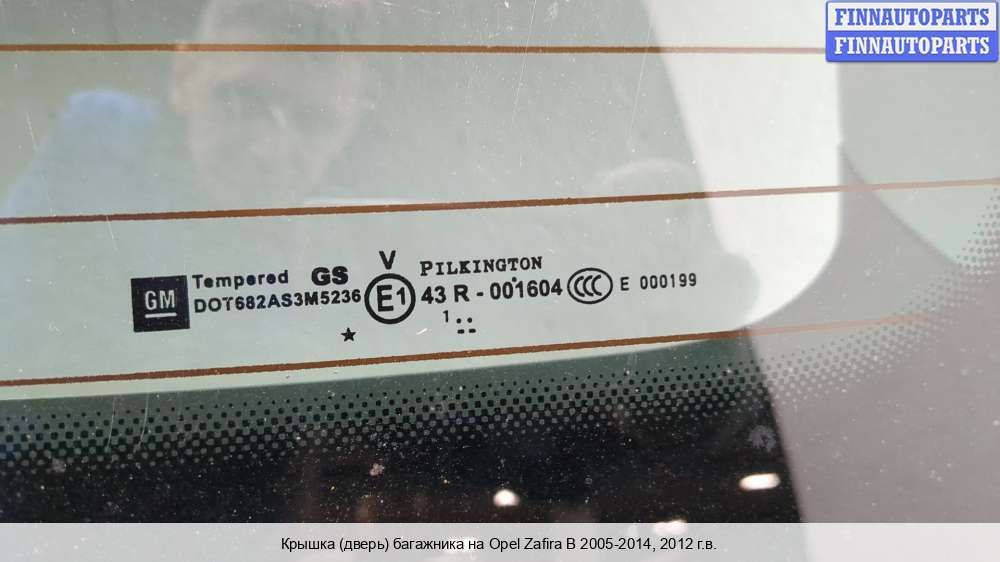 FINNAUTOPARTS
FINNAUTOPARTS
GM
Tempered GS
DOT682AS3M5236
V
E1
PILKINGTON
43 R - 001604
1
CCC
E 000199
Крышка (дверь) багажника на Opel Zafira B 2005-2014, 2012 г.в.